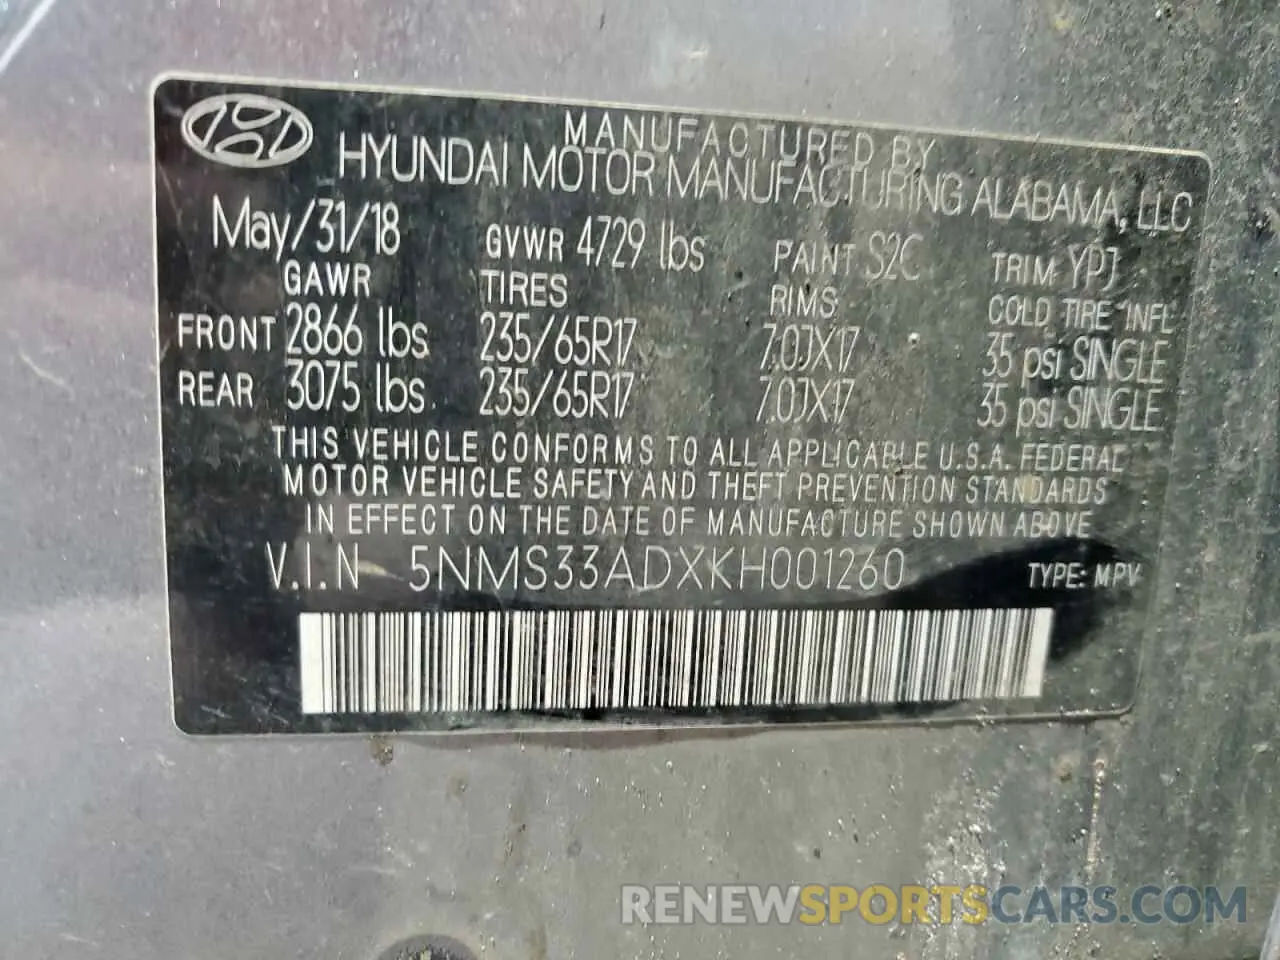 MANUFACTURED BY
HYUNDAI MOTOR MANUFACTURING ALABAMA, LLC
May/31/18 GVWR 4729 lbs PAINT S2C TRIM YPJ
GAWR TIRES RIMS COLD TIRE INFL
FRONT 2866 lbs. 235/65R17 7.0JX17 35 psi SINGLE
REAR 3075 lbs. 235/65R17 7.0JX17 35 psi SINGLE
THIS VEHICLE CONFORMS TO ALL APPLICABLE U.S.A. FEDERAL
MOTOR VEHICLE SAFETY AND THEFT PREVENTION STANDARDS
IN EFFECT ON THE DATE OF MANUFACTURE SHOWN ABOVE
V.I.N 5NMS33ADXKH001260 TYPE: MPV
RENEWSPORTSCARS.COM